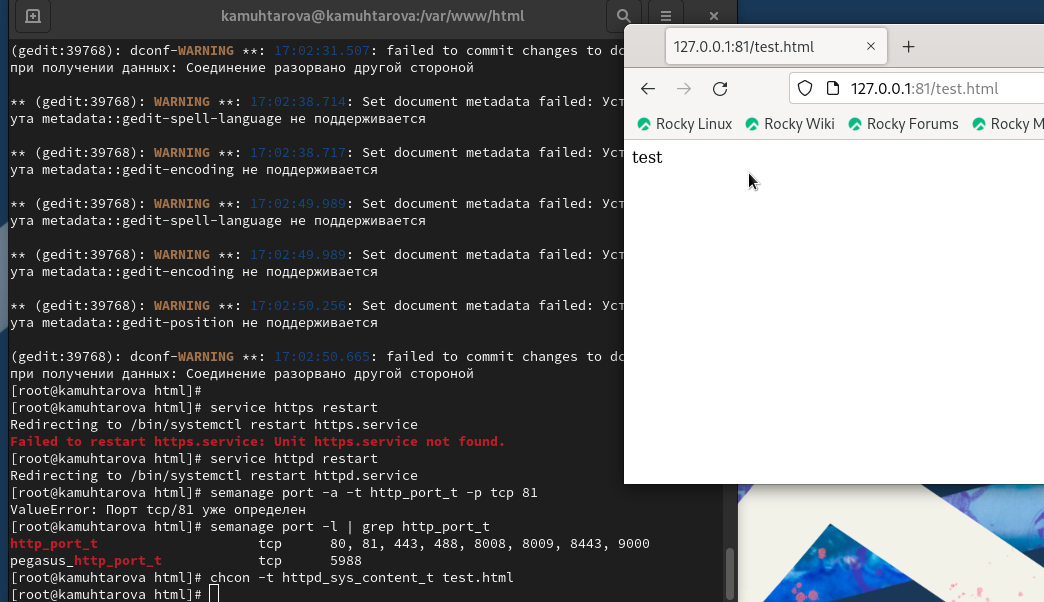 kamuhtarova@kamuhtarova:/var/www/html
(gedit:39768): dconf-WARNING **: 17:02:31.507: failed to commit changes to dc
при получении данных: Соединение разорвано другой стороной
** (gedit:39768): WARNING **: 17:02:38.714: Set document metadata failed: Уст
ута metadata::gedit-spell-language не поддерживается
** (gedit:39768): WARNING **: 17:02:38.717: Set document metadata failed: Уст
ута metadata::gedit-encoding не поддерживается
** (gedit:39768): WARNING **: 17:02:49.989: Set document metadata failed: Уст
ута metadata::gedit-spell-language не поддерживается
** (gedit:39768): WARNING **: 17:02:49.989: Set document metadata failed: Уст
ута metadata::gedit-encoding не поддерживается
** (gedit:39768): WARNING **: 17:02:50.256: Set document metadata failed: Уст
ута metadata::gedit-position не поддерживается
(gedit:39768): dconf-WARNING **: 17:02:50.665: failed to commit changes to dc
при получении данных: Соединение разорвано другой стороной
[root@kamuhtarova html]#
[root@kamuhtarova html]# service https restart
Redirecting to /bin/systemctl restart https.service
Failed to restart https.service: Unit https.service not found.
[root@kamuhtarova html]# service httpd restart
Redirecting to /bin/systemctl restart httpd.service
[root@kamuhtarova html]# semanage port -a -t http_port_t -p tcp 81
ValueError: Порт tcp/81 уже определен
[root@kamuhtarova html]# semanage port -l | grep http_port_t
http_port_t tcp 80, 81, 443, 488, 8008, 8009, 8443, 9000
pegasus_http_port_t tcp 5988
[root@kamuhtarova html]# chcon -t httpd_sys_content_t test.html
[root@kamuhtarova html]#
127.0.0.1:81/test.html
127.0.0.1:81/test.html
Rocky Linux Rocky Wiki Rocky Forums Rocky M
test